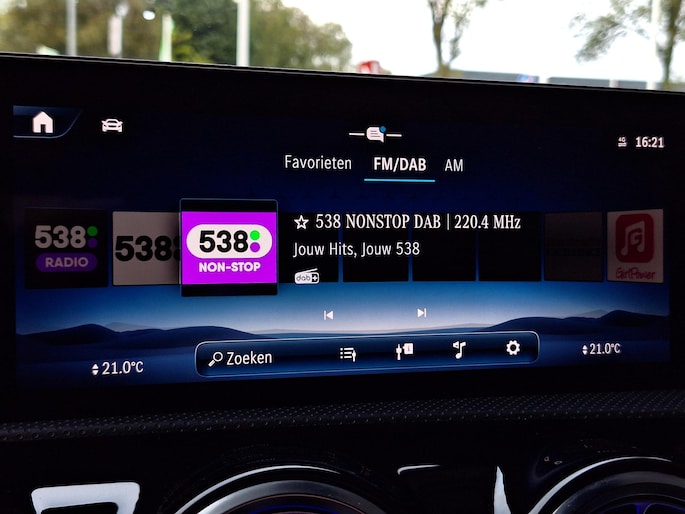 4G
16:21
Favorieten FM/DAB AM
538
RADIO
538
538
NON-STOP
☆ 538 NONSTOP DAB | 220.4 MHz
Jouw Hits, Jouw 538
dab+
GirlPower
Zoeken
21.0°C
21.0°C